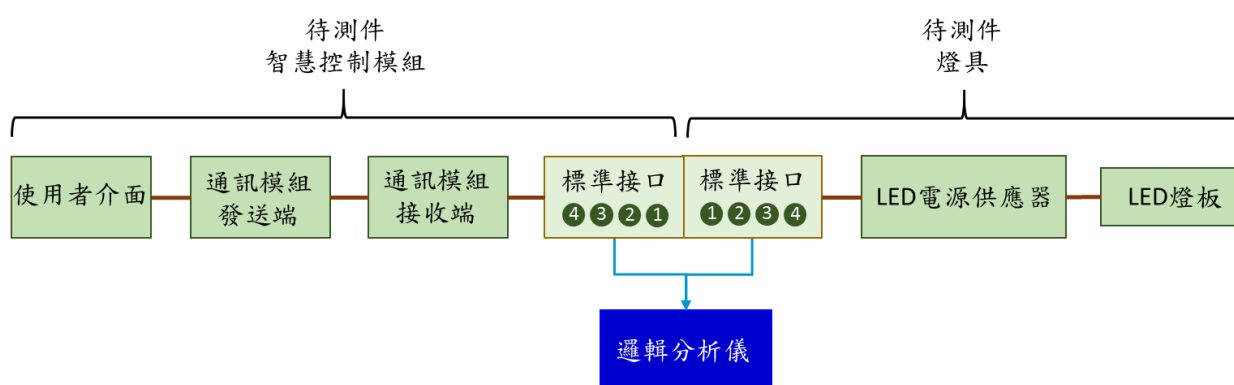 待測件
智慧控制模組
待測件
燈具
使用者介面
通訊模組
發送端
通訊模組
接收端
標準接口
4 3 2 1
標準接口
1 2 3 4
LED電源供應器
LED燈板
邏輯分析儀